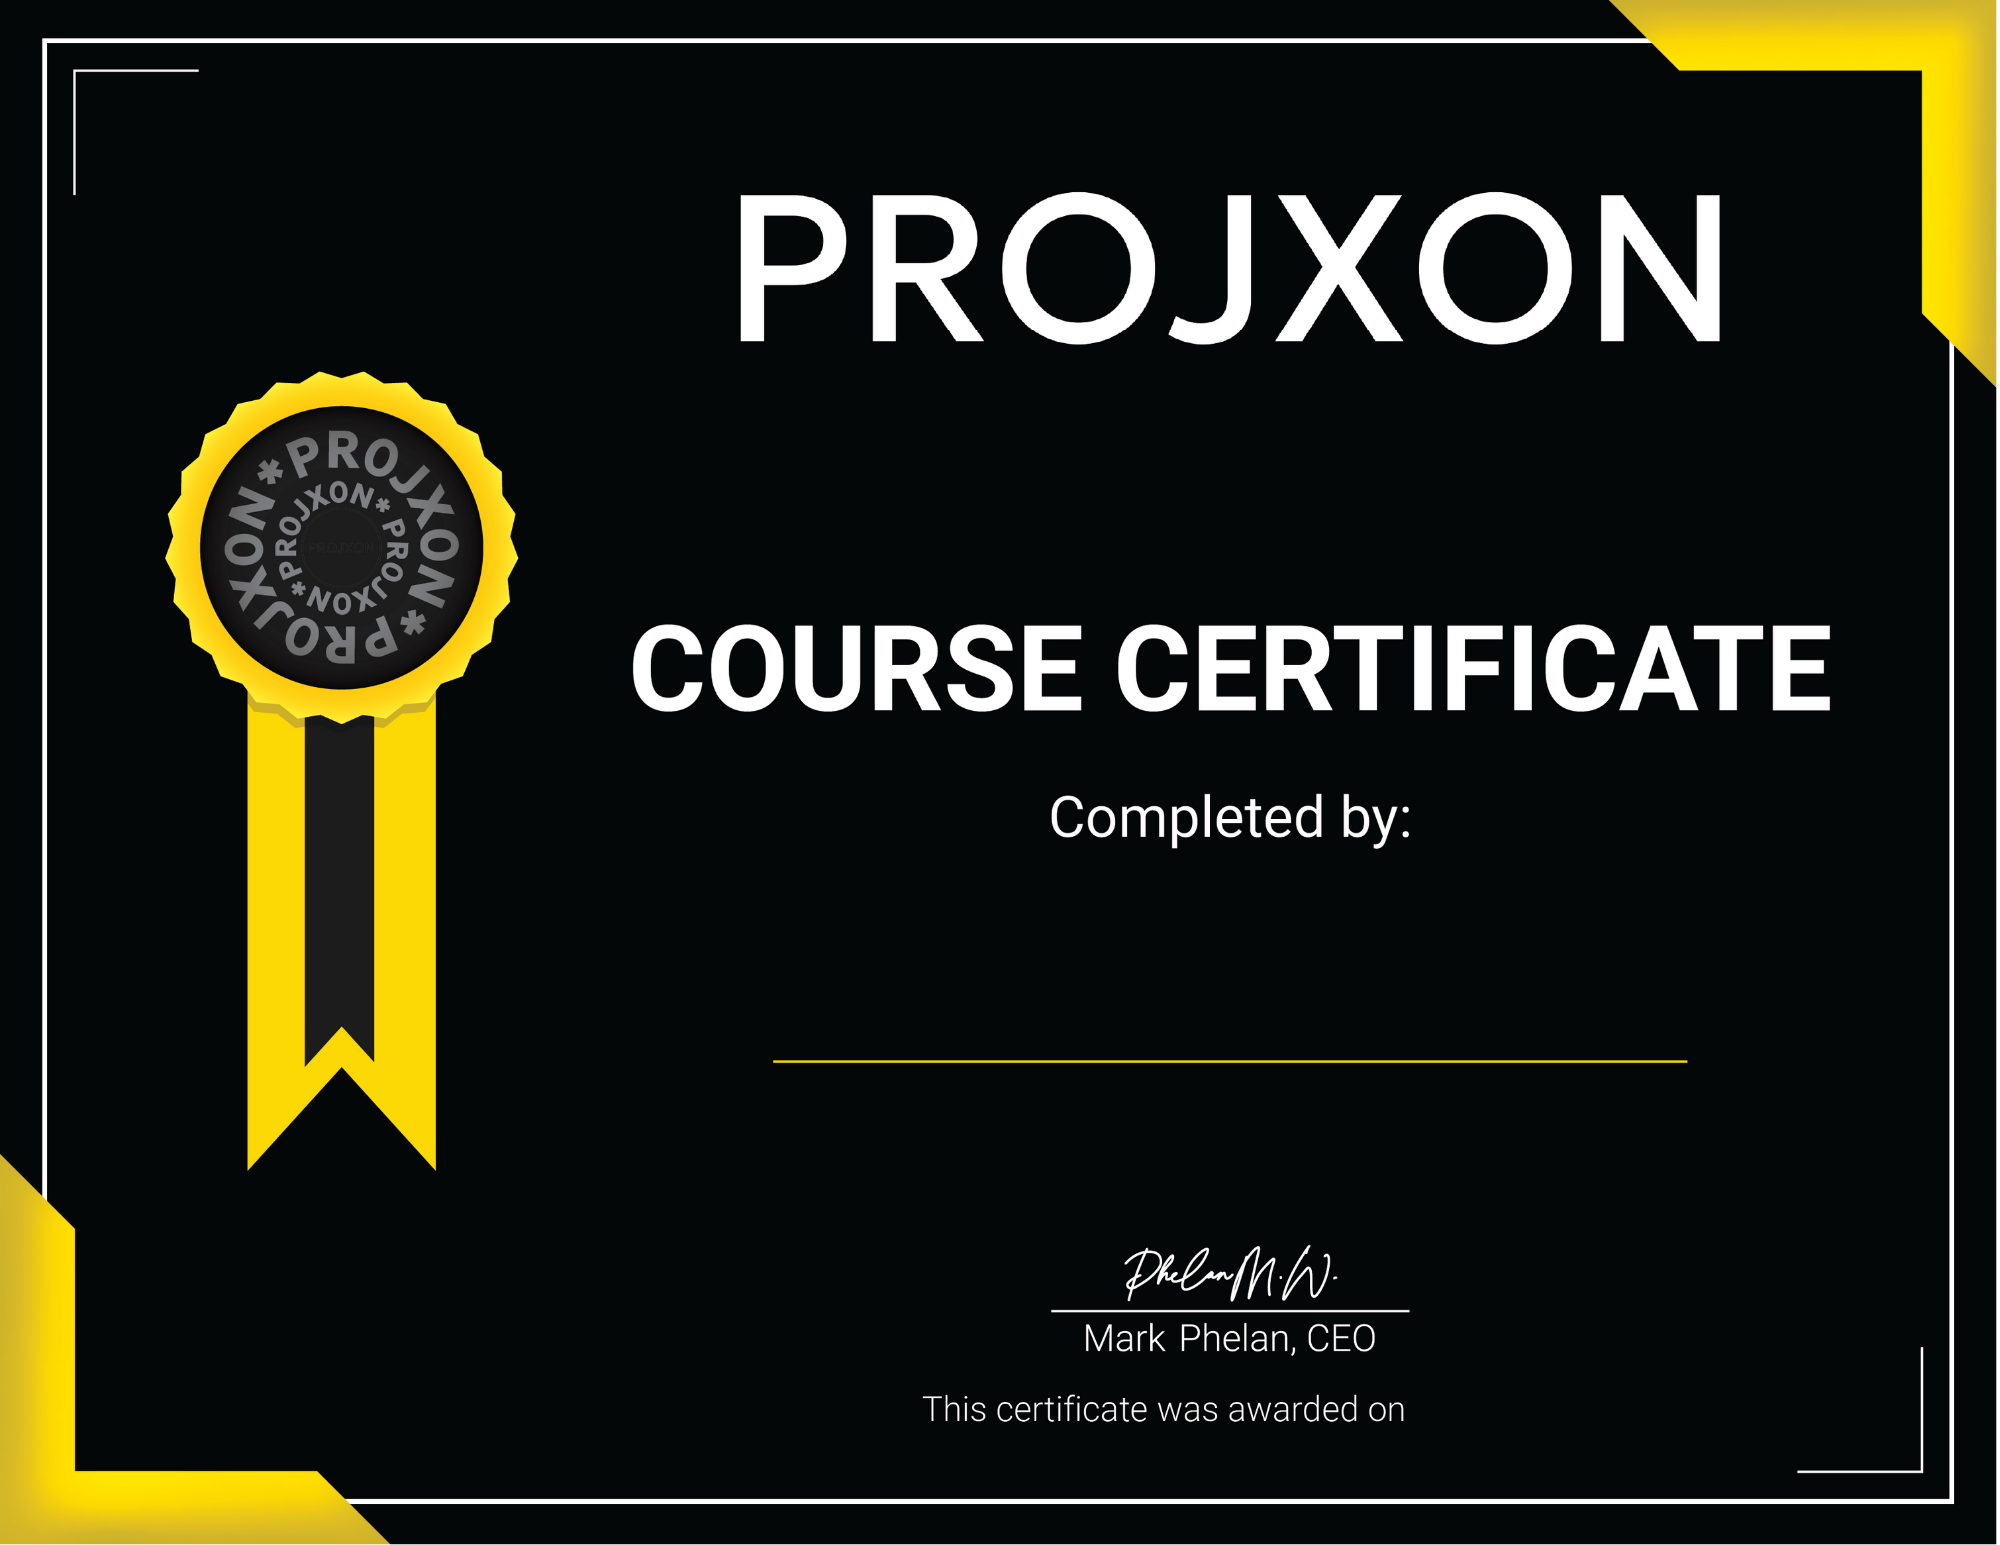 PROJXON
PROJXON*PROJXON*
PROJXON* PROJXON*
PROJXON
COURSE CERTIFICATE
Completed by:
Phelan M.W.
Mark Phelan, CEO
This certificate was awarded on